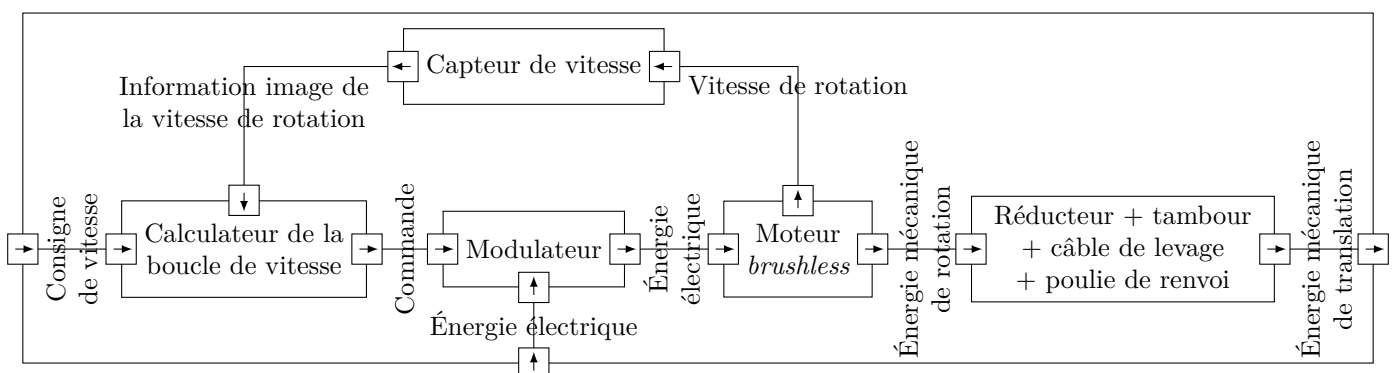 Capteur de vitesse
Information image de
la vitesse de rotation
Vitesse de rotation
Consigne
de vitesse
Calculateur de la
boucle de vitesse
Commande
Modulateur
Énergie électrique
Énergie
électrique
Moteur
brushless
Énergie mécanique
de rotation
Réducteur + tambour
+ câble de levage
+ poulie de renvoi
Énergie mécanique
de translation